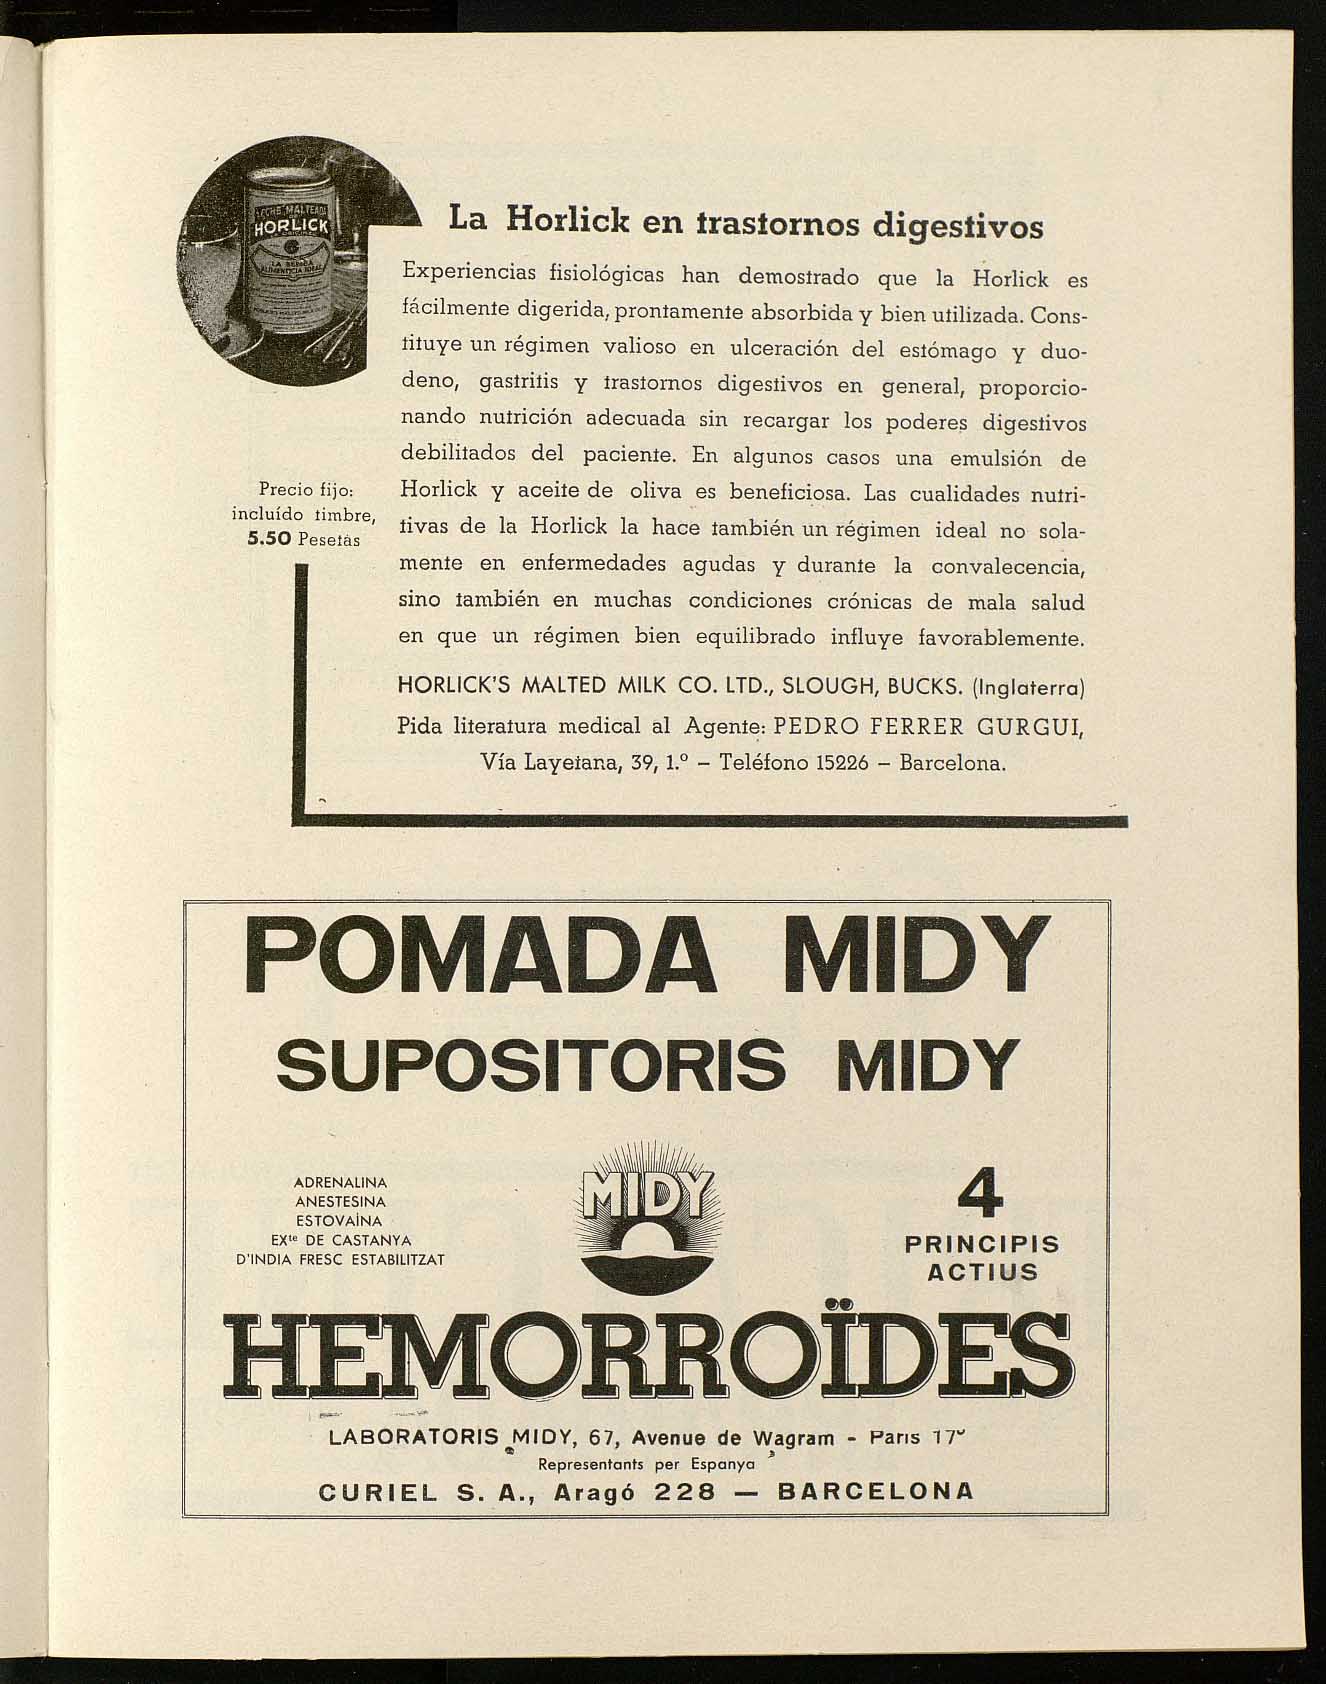 LECHE MALTEADA
HORLICK
LA BEBIDA
ALIMENTICIA IDEAL
La Horlick en trastornos digestivos
Experiencias fisiológicas han demostrado que la Horlick es
fácilmente digerida, prontamente absorbida y bien utilizada. Cons-
tituye un régimen valioso en ulceración del estómago y duo-
deno, gastritis y trastornos digestivos en general, proporcio-
nando nutrición adecuada sin recargar los poderes digestivos
debilitados del paciente. En algunos casos una emulsión de
Horlick y aceite de oliva es beneficiosa. Las cualidades nutri-
tivas de la Horlick la hace también un régimen ideal no sola-
mente en enfermedades agudas y durante la convalecencia,
sino también en muchas condiciones crónicas de mala salud
en que un régimen bien equilibrado influye favorablemente.
Precio fijo:
incluído timbre,
5.50 Pesetas
HORLICK'S MALTED MILK CO. LTD., SLOUGH, BUCKS. (Inglaterra)
Pida literatura medical al Agente: PEDRO FERRER GURGUI,
Vía Layetana, 39, 1.º – Teléfono 15226 – Barcelona.
POMADA MIDY
SUPOSITORIS MIDY
ADRENALINA
ANESTESINA
ESTOVAÏNA
EXte DE CASTANYA
D'INDIA FRESC ESTABILITZAT
MIDY
4
PRINCIPIS
ACTIUS
HEMORROÏDES
LABORATORIS MIDY, 67, Avenue de Wagram - Paris 17e
Representants per Espanya
CURIEL S. A., Aragó 228 — BARCELONA